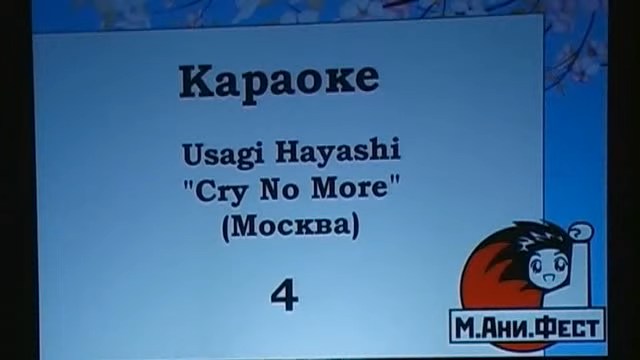 Караоке
Usagi Hayashi
"Cry No More"
(Москва)
4
М.Ани.Фест